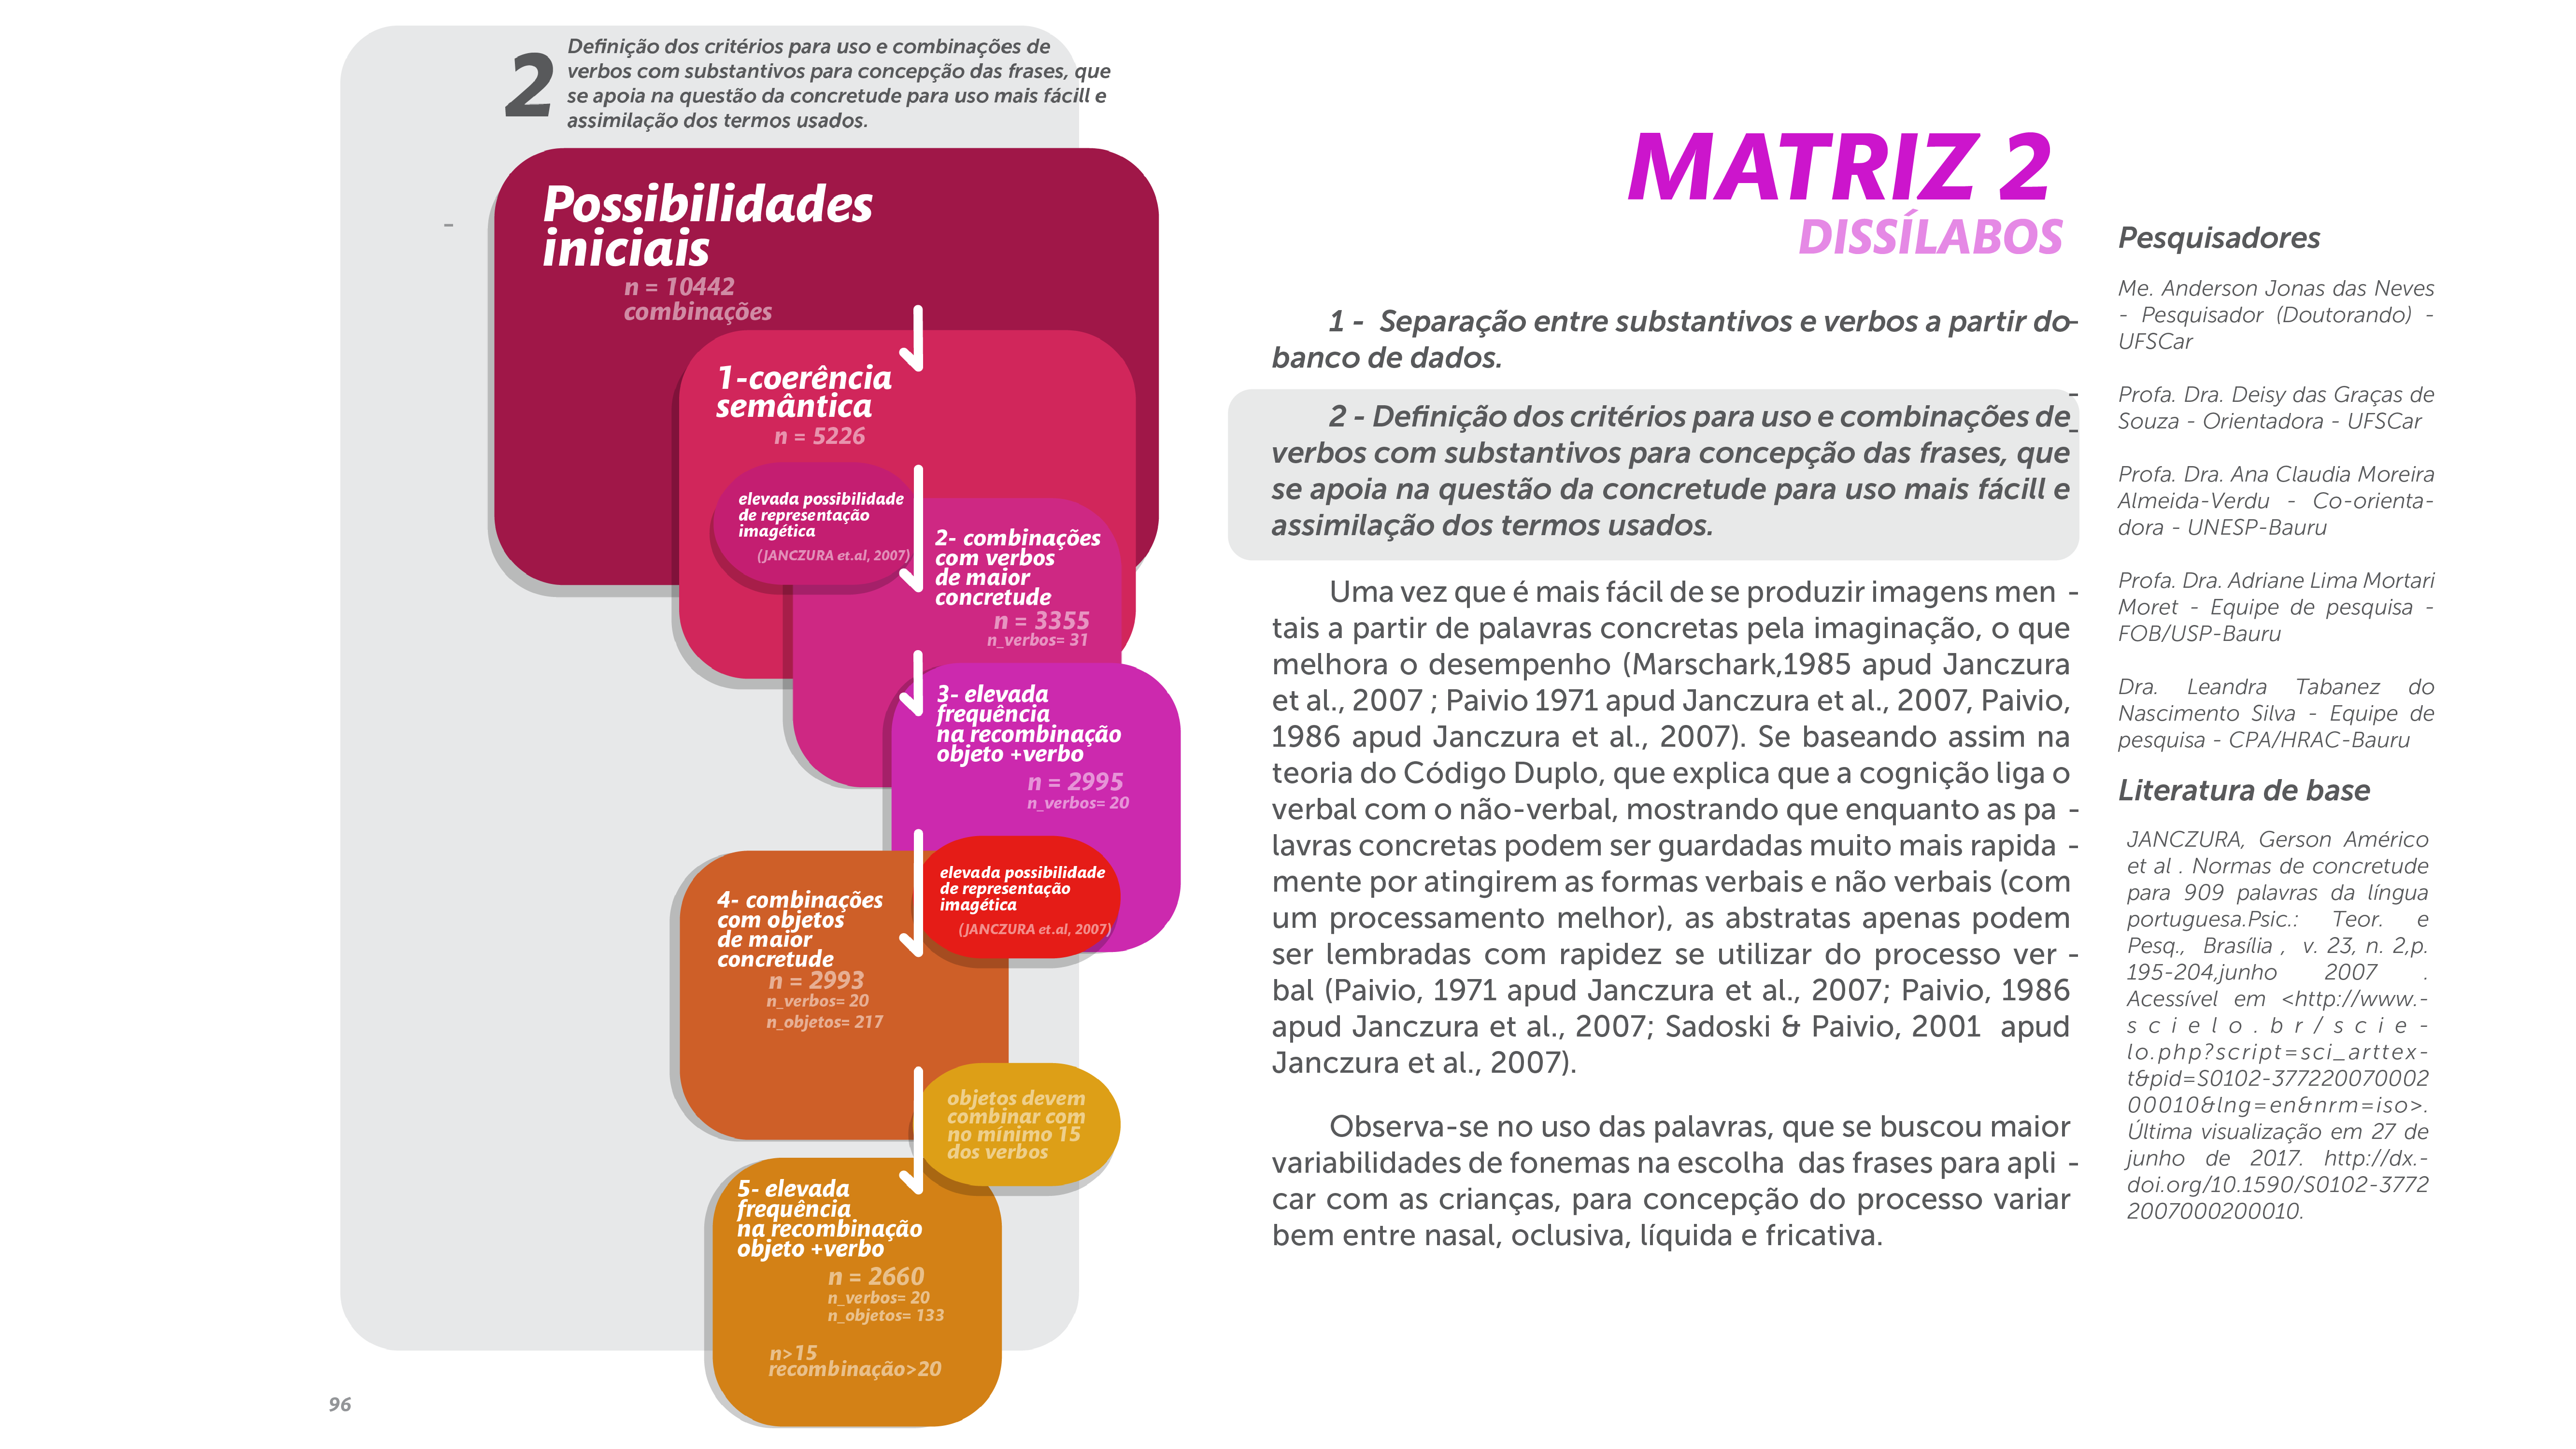 2
Definição dos critérios para uso e combinações de
verbos com substantivos para concepção das frases, que
se apoia na questão da concretude para uso mais fácill e
assimilação dos termos usados.
-
Possibilidades
iniciais
n = 10442
combinações
1-coerência
semântica
n = 5226
elevada possibilidade
de representação
imagética
(JANCZURA et.al, 2007)
2- combinações
com verbos
de maior
concretude
n = 3355
n_verbos= 31
3- elevada
frequência
na recombinação
objeto +verbo
n = 2995
n_verbos= 20
elevada possibilidade
de representação
imagética
(JANCZURA et.al, 2007)
4- combinações
com objetos
de maior
concretude
n = 2993
n_verbos= 20
n_objetos= 217
objetos devem
combinar com
no mínimo 15
dos verbos
5- elevada
frequência
na recombinação
objeto +verbo
n = 2660
n_verbos= 20
n_objetos= 133
n>15
recombinação>20
96
MATRIZ 2
DISSÍLABOS
1 - Separação entre substantivos e verbos a partir do-
banco de dados.
-
2 - Definição dos critérios para uso e combinações de_
verbos com substantivos para concepção das frases, que
se apoia na questão da concretude para uso mais fácill e
assimilação dos termos usados.
Uma vez que é mais fácil de se produzir imagens men -
tais a partir de palavras concretas pela imaginação, o que
melhora o desempenho (Marschark,1985 apud Janczura
et al., 2007 ; Paivio 1971 apud Janczura et al., 2007, Paivio,
1986 apud Janczura et al., 2007). Se baseando assim na
teoria do Código Duplo, que explica que a cognição liga o
verbal com o não-verbal, mostrando que enquanto as pa -
lavras concretas podem ser guardadas muito mais rapida -
mente por atingirem as formas verbais e não verbais (com
um processamento melhor), as abstratas apenas podem
ser lembradas com rapidez se utilizar do processo ver -
bal (Paivio, 1971 apud Janczura et al., 2007; Paivio, 1986
apud Janczura et al., 2007; Sadoski & Paivio, 2001 apud
Janczura et al., 2007).
Observa-se no uso das palavras, que se buscou maior
variabilidades de fonemas na escolha das frases para apli -
car com as crianças, para concepção do processo variar
bem entre nasal, oclusiva, líquida e fricativa.
Pesquisadores
Me. Anderson Jonas das Neves
- Pesquisador (Doutorando) -
UFSCar
Profa. Dra. Deisy das Graças de
Souza - Orientadora - UFSCar
Profa. Dra. Ana Claudia Moreira
Almeida-Verdu - Co-orienta-
dora - UNESP-Bauru
Profa. Dra. Adriane Lima Mortari
Moret - Equipe de pesquisa -
FOB/USP-Bauru
Dra. Leandra Tabanez do
Nascimento Silva - Equipe de
pesquisa - CPA/HRAC-Bauru
Literatura de base
JANCZURA, Gerson Américo
et al . Normas de concretude
para 909 palavras da língua
portuguesa.Psic.: Teor. e
Pesq., Brasília , v. 23, n. 2,p.
195-204,junho 2007 .
Acessível em <http://www.-
scielo.br/scie-
lo.php?script=sci_arttex-
t&pid=S0102-377220070002
00010&lng=en&nrm=iso>.
Última visualização em 27 de
junho de 2017. http://dx.-
doi.org/10.1590/S0102-3772
2007000200010.